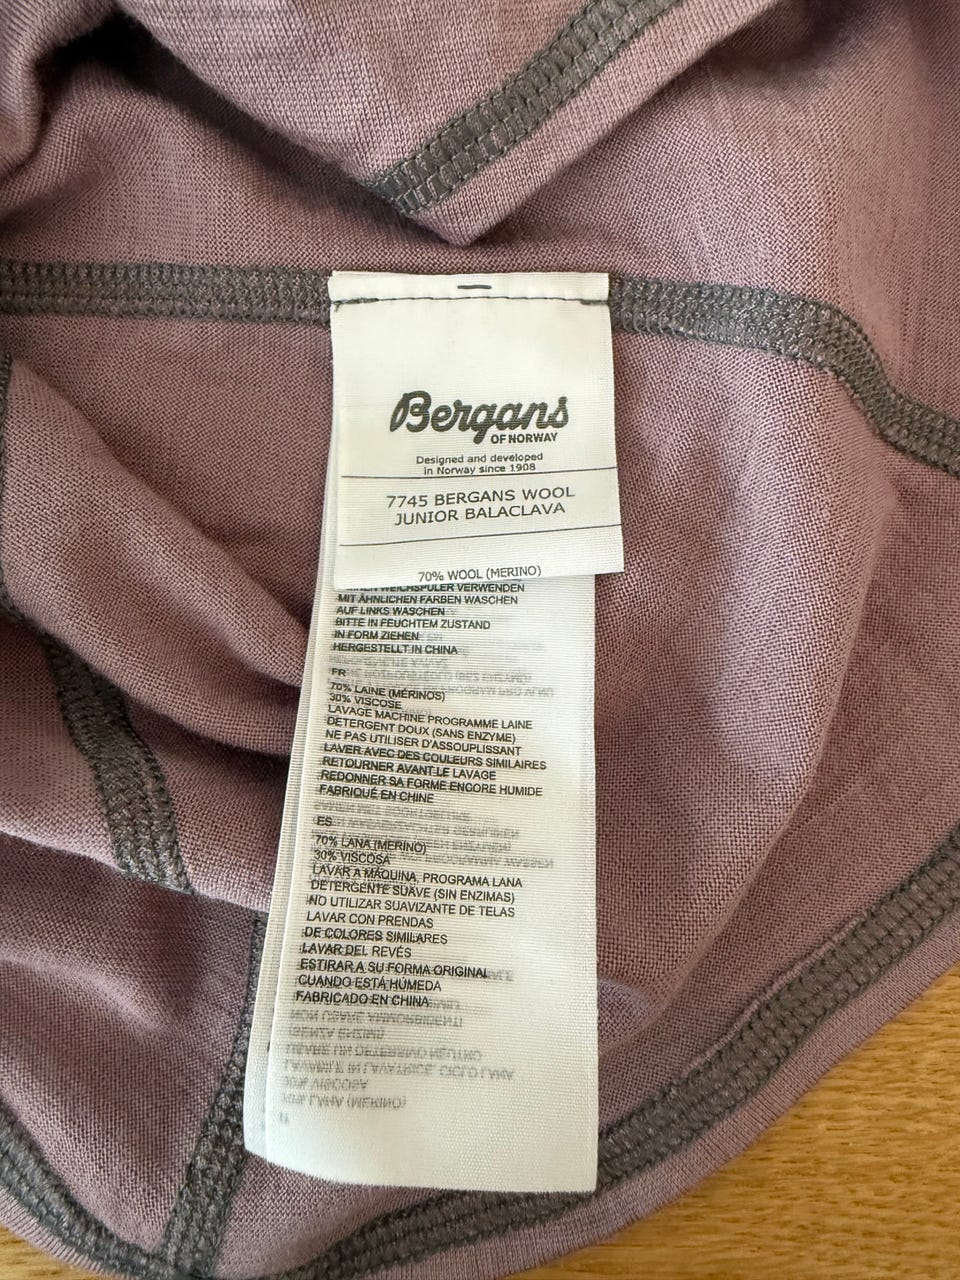 Bergans
OF NORWAY
Designed and developed
in Norway since 1908
7745 BERGANS WOOL
JUNIOR BALACLAVA
70% WOOL (MERINO)
WEICHSPÜLER VERWENDEN
MIT ÄHNLICHEN FARBEN WASCHEN
AUF LINKS WASCHEN
BITTE IN FEUCHTEM ZUSTAND
IN FORM ZIEHEN
HERGESTELLT IN CHINA
FR
70% LAINE (MÉRINOS)
30% VISCOSE
LAVAGE MACHINE PROGRAMME LAINE
DÉTERGENT DOUX (SANS ENZYME)
NE PAS UTILISER D'ASSOUPLISSANT
LAVER AVEC DES COULEURS SIMILAIRES
RETOURNER AVANT LE LAVAGE
REDONNER SA FORME ENCORE HUMIDE
FABRIQUÉ EN CHINE
ES
70% LANA (MERINO)
30% VISCOSA
LAVAR A MÁQUINA, PROGRAMA LANA
DETERGENTE SUAVE (SIN ENZIMAS)
NO UTILIZAR SUAVIZANTE DE TELAS
LAVAR CON PRENDAS
DE COLORES SIMILARES
LAVAR DEL REVÉS
ESTIRAR A SU FORMA ORIGINAL
CUANDO ESTÁ HÚMEDA
FABRICADO EN CHINA